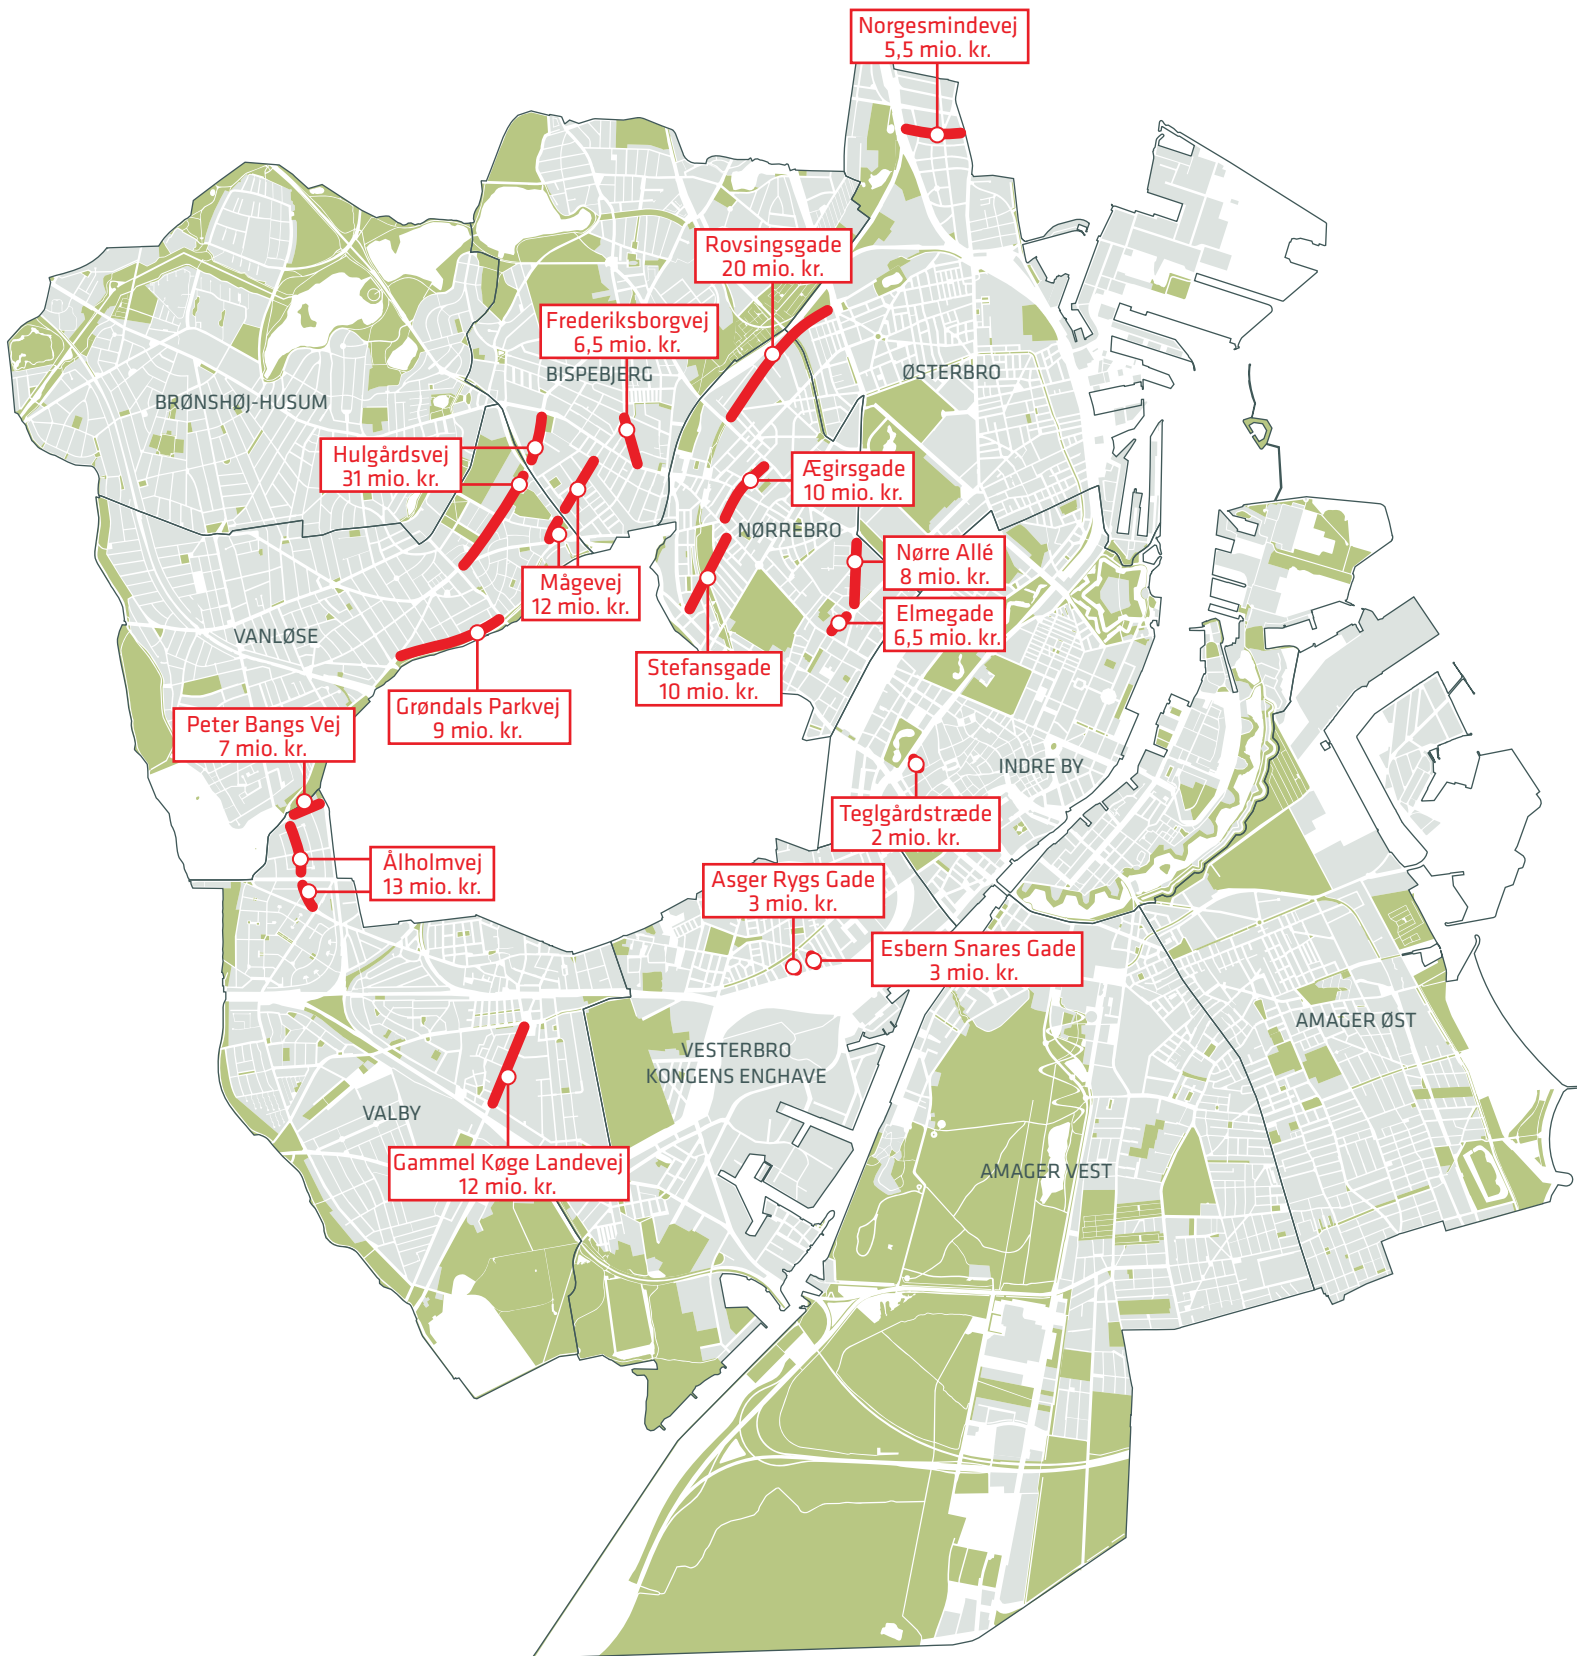 Norgesmindevej
5,5 mio. kr.
Rovsingsgade
20 mio. kr.
Frederiksborgvej
6,5 mio. kr.
BISPEBJERG
ØSTERBRO
BRØNSHØJ-HUSUM
Hulgårdsvej
31 mio. kr.
Ægirsgade
10 mio. kr.
NØRREBRO
Nørre Allé
8 mio. kr.
Mågevej
12 mio. kr.
Elmegade
6,5 mio. kr.
VANLØSE
Stefansgade
10 mio. kr.
Grøndals Parkvej
9 mio. kr.
Peter Bangs Vej
7 mio. kr.
INDRE BY
Teglgårdstræde
2 mio. kr.
Ålholmvej
13 mio. kr.
Asger Rygs Gade
3 mio. kr.
Esbern Snares Gade
3 mio. kr.
AMAGER ØST
VESTERBRO
KONGENS ENGHAVE
VALBY
Gammel Køge Landevej
12 mio. kr.
AMAGER VEST